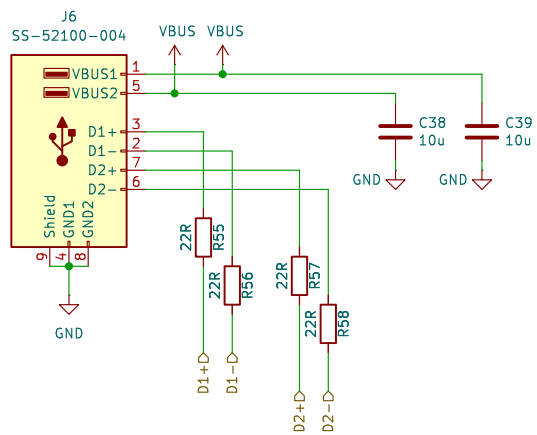 J6
SS-52100-004
VBUS VBUS
VBUS1 1
VBUS2 5
D1+ 3
D1- 2
D2+ 7
D2- 6
Shield GND1 GND2
9 4 8
GND
C38
10u
GND
C39
10u
GND
22R R55
22R R56
22R R57
22R R58
D1+ D1-
D2+ D2-